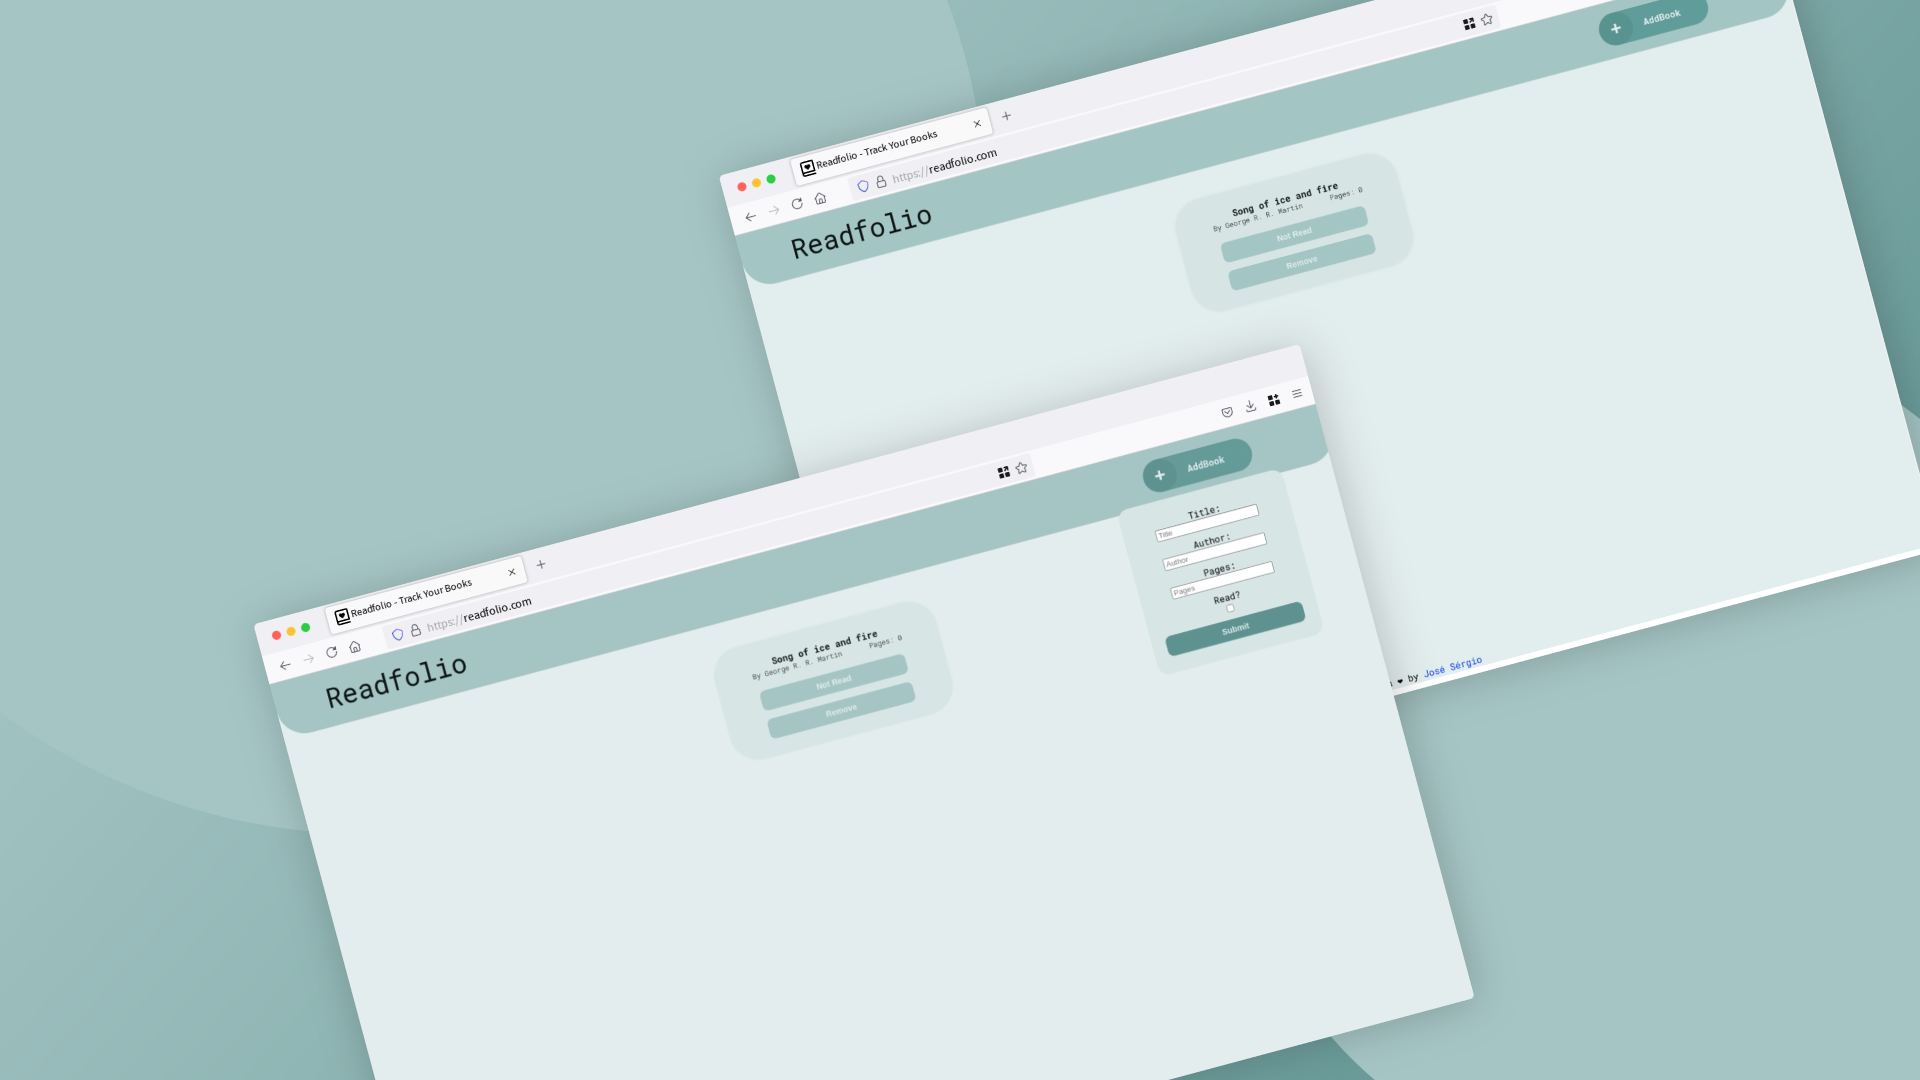 Readfolio - Track Your Books
https://readfolio.com
Readfolio
AddBook
Song of ice and fire
By George R. R. Martin Pages: 0
Not Read
Remove
by José Sérgio
Readfolio - Track Your Books
https://readfolio.com
Readfolio
AddBook
Title:
Title
Author:
Author
Pages:
Pages
Read?
Submit
Song of ice and fire
By George R. R. Martin Pages: 0
Not Read
Remove